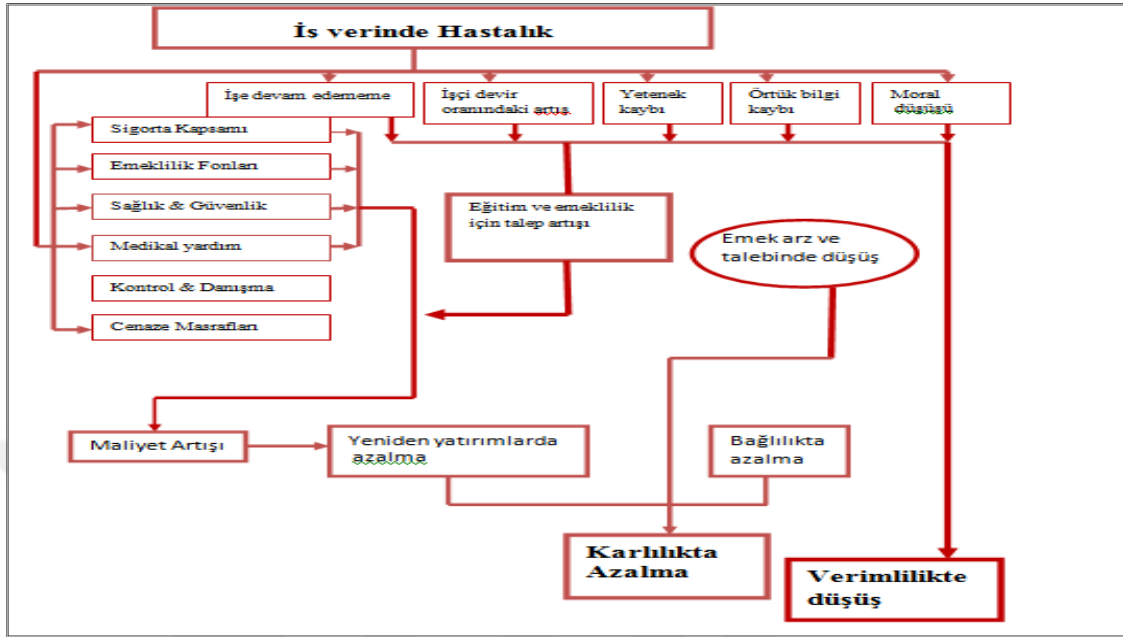 İs verinde Hastalık
İşe devam edememe
İşçi devir
oranındaki artış
Yetenek
kaybı
Örtük bilgi
kaybı
Moral
düşüşü
Sigorta Kapsamı
Emeklilik Fonları
Sağlık & Güvenlik
Medikal yardım
Kontrol & Danışma
Cenaze Masrafları
Eğitim ve emeklilik
için talep artışı
Emek arz ve
talebinde düşüş
Maliyet Artışı
Yeniden yatırımlarda
azalma
Bağlılıkta
azalma
Karlılıkta
Azalma
Verimlilikte
düşüş